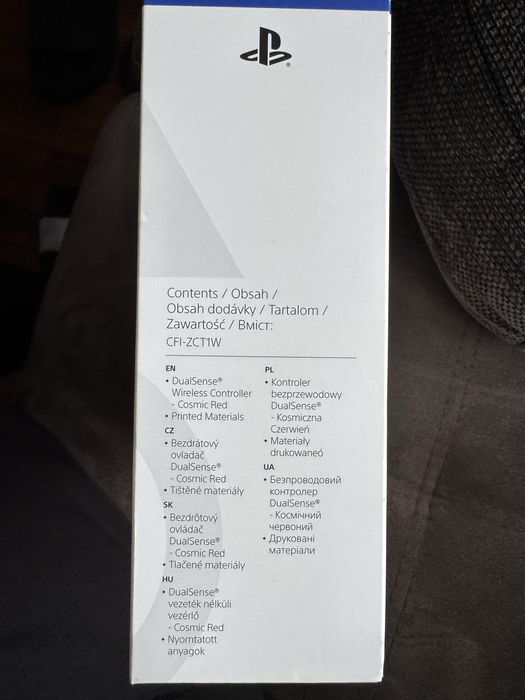 Contents / Obsah /
Obsah dodávky / Tartalom /
Zawartość / Вміст:
CFI-ZCT1W
EN
• DualSense®
Wireless Controller
- Cosmic Red
• Printed Materials
CZ
• Bezdrátový
ovladač
DualSense®
- Cosmic Red
• Tištěné materiály
SK
• Bezdrôtový
ovládač
DualSense®
- Cosmic Red
• Tlačené materiály
HU
• DualSense®
vezeték nélküli
vezérlő
- Cosmic Red
• Nyomtatott
anyagok
PL
• Kontroler
bezprzewodowy
DualSense®
- Kosmiczna
Czerwień
• Materiały
drukowaneó
UA
• Безпроводовий
контролер
DualSense®
- Космічний
червоний
• Друковані
матеріали